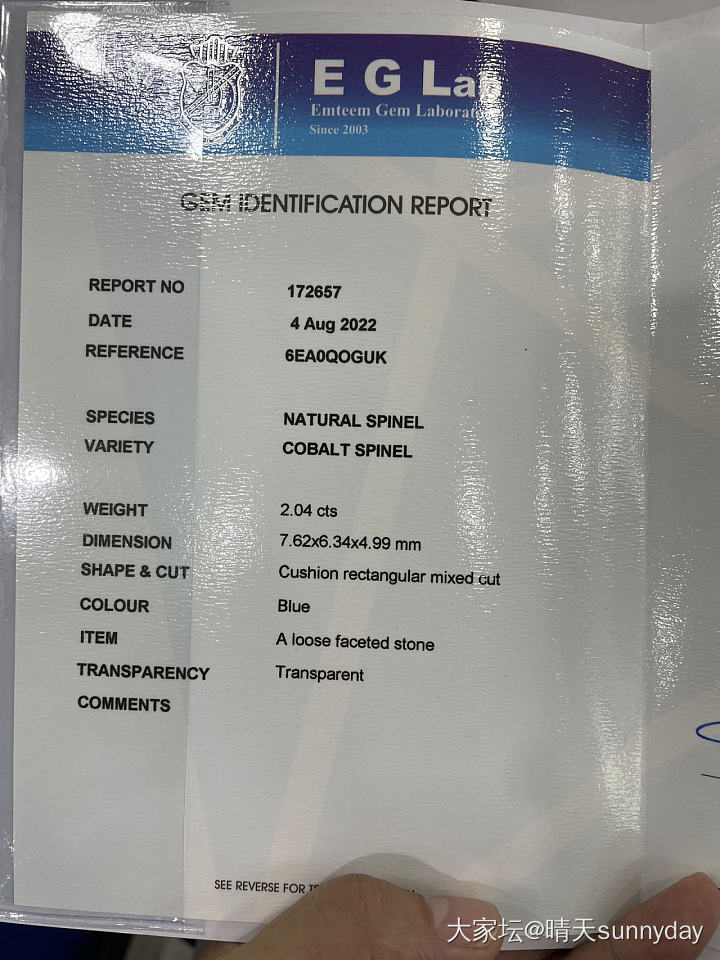 E G La
Emteem Gem Laborat
Since 2003
GEM IDENTIFICATION REPORT
REPORT NO 172657
DATE 4 Aug 2022
REFERENCE 6EA0QOGUK
SPECIES NATURAL SPINEL
VARIETY COBALT SPINEL
WEIGHT 2.04 cts
DIMENSION 7.62x6.34x4.99 mm
SHAPE & CUT Cushion rectangular mixed cut
COLOUR Blue
ITEM A loose faceted stone
TRANSPARENCY Transparent
COMMENTS
SEE REVERSE FOR
大家坛@晴天sunnyday